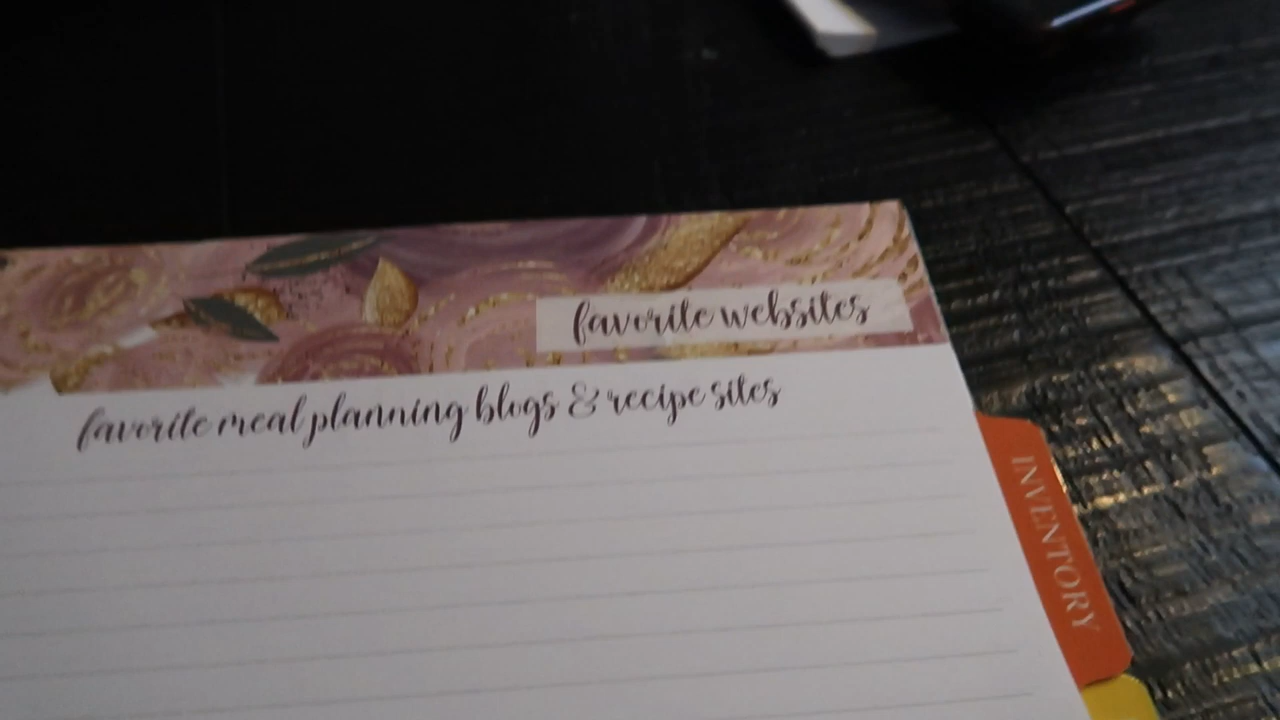 favorite websites
favorite meal planning blogs & recipe sites
INVENTORY